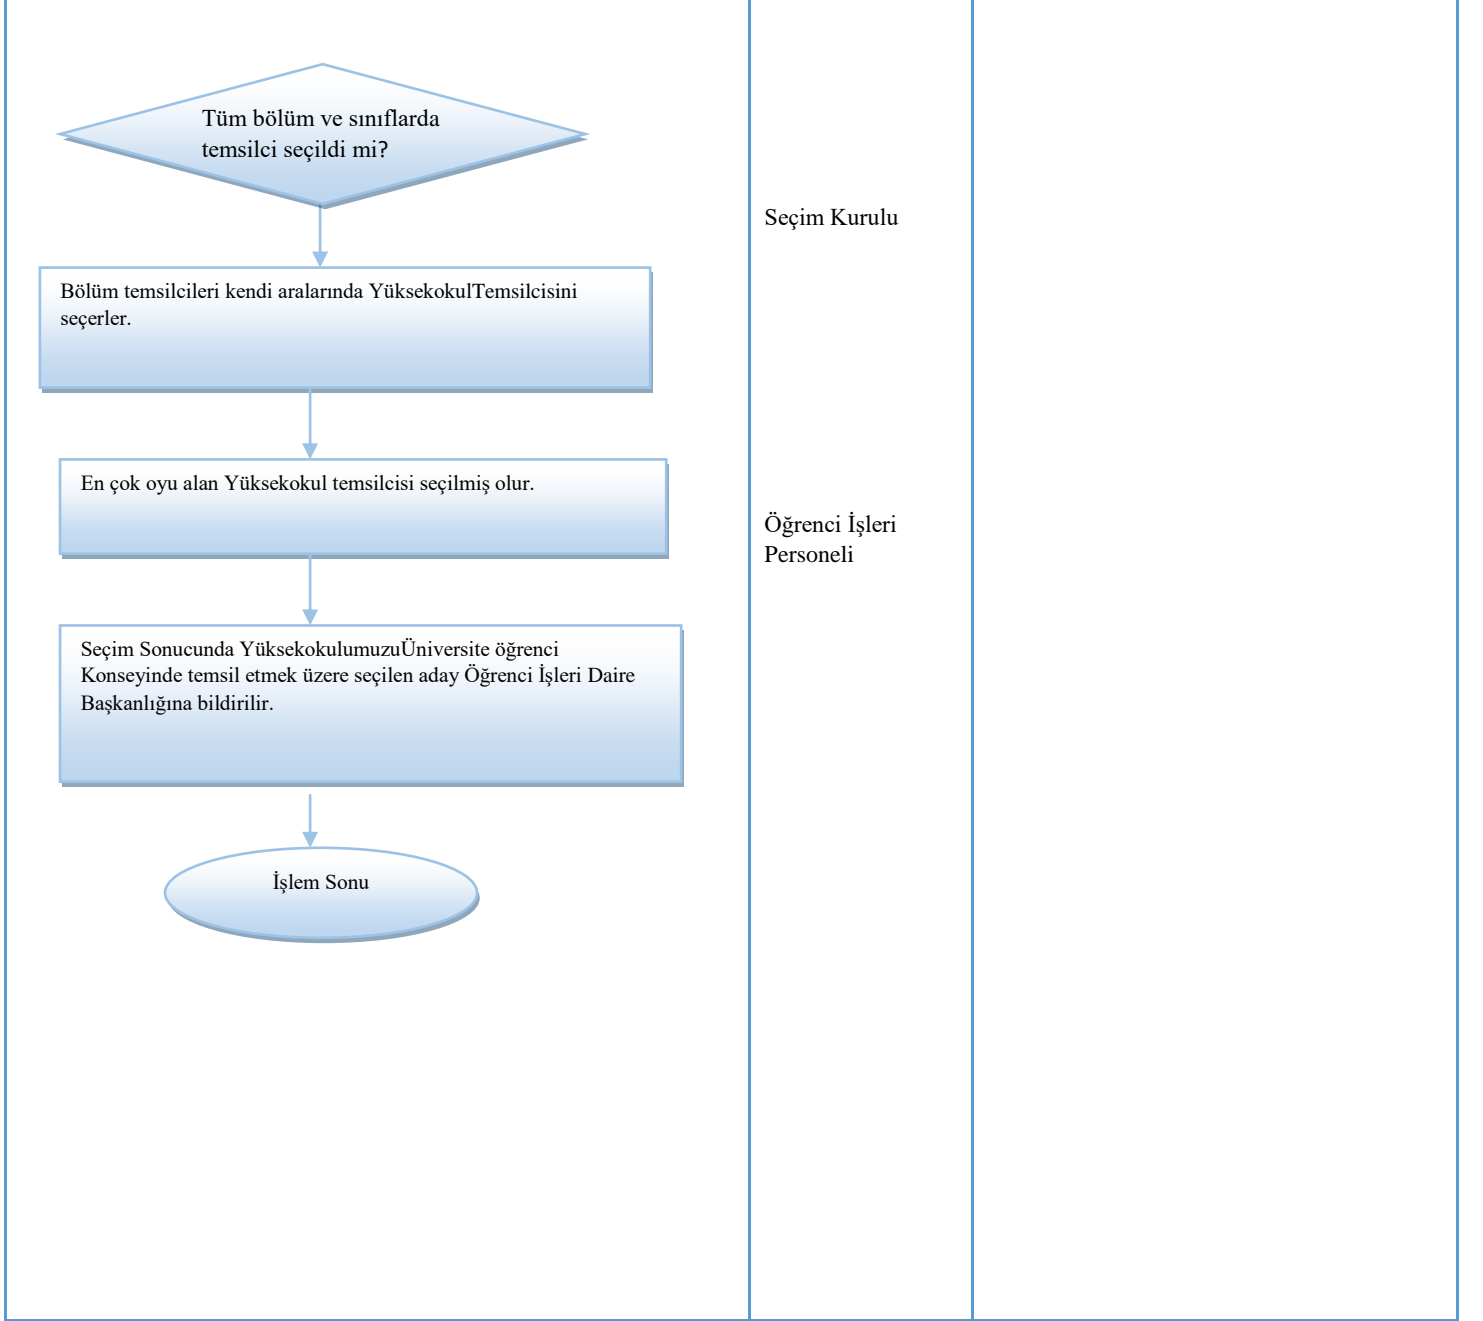 Tüm bölüm ve sınıflarda
temsilci seçildi mi?
Seçim Kurulu
Bölüm temsilcileri kendi aralarında YüksekokulTemsilcisini
seçerler.
En çok oyu alan Yüksekokul temsilcisi seçilmiş olur.
Öğrenci İşleri
Personeli
Seçim Sonucunda YüksekokulumuzuÜniversite öğrenci
Konseyinde temsil etmek üzere seçilen aday Öğrenci İşleri Daire
Başkanlığına bildirilir.
İşlem Sonu